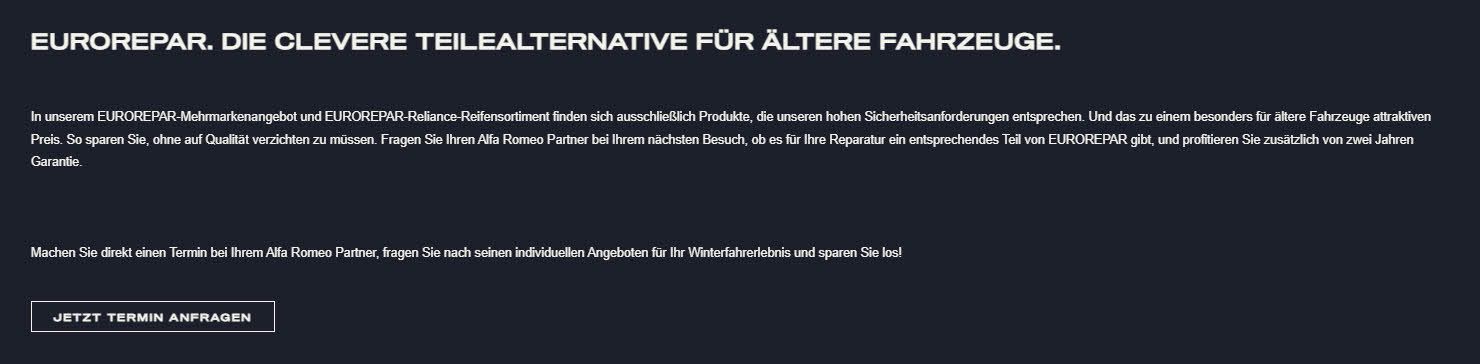 EUROREPAR. DIE CLEVERE TEILEALTERNATIVE FÜR ÄLTERE FAHRZEUGE.
In unserem EUROREPAR-Mehrmarkenangebot und EUROREPAR-Reliance-Reifensortiment finden sich ausschließlich Produkte, die unseren hohen Sicherheitsanforderungen entsprechen. Und das zu einem besonders für ältere Fahrzeuge attraktiven
Preis. So sparen Sie, ohne auf Qualität verzichten zu müssen. Fragen Sie Ihren Alfa Romeo Partner bei Ihrem nächsten Besuch, ob es für Ihre Reparatur ein entsprechendes Teil von EUROREPAR gibt, und profitieren Sie zusätzlich von zwei Jahren
Garantie.
Machen Sie direkt einen Termin bei Ihrem Alfa Romeo Partner, fragen Sie nach seinen individuellen Angeboten für Ihr Winterfahrerlebnis und sparen Sie los!
JETZT TERMIN ANFRAGEN